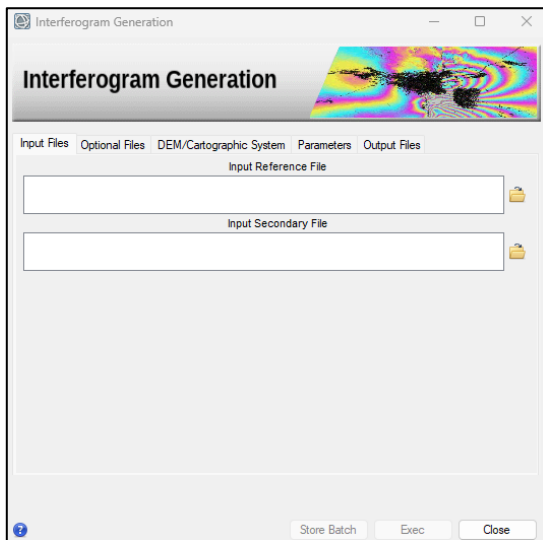 Interferogram Generation
Interferogram Generation
Input Files Optional Files DEM/Cartographic System Parameters Output Files
Input Reference File
Input Secondary File
? Store Batch Exec Close